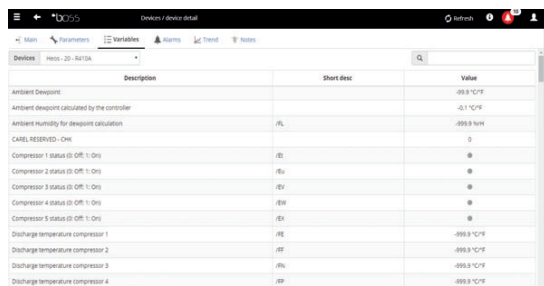 boss Devices / device detail Refresh 10
Main Parameters Variables Alarms Trend Notes
Devices Heos - 20 - R410A
Description Short desc Value
Ambient Dewpoint -99.9 °C/°F
Ambient dewpoint calculated by the controller -0.1 °C/°F
Ambient Humidity for dewpoint calculation /FL -999.9 %rH
CAREL RESERVED - CHK 0
Compressor 1 status (0: Off; 1: On) /Et
Compressor 2 status (0: Off; 1: On) /Eu
Compressor 3 status (0: Off; 1: On) /EV
Compressor 4 status (0: Off; 1: On) /EW
Compressor 5 status (0: Off; 1: On) /EX
Discharge temperature compressor 1 /FE -999.9 °C/°F
Discharge temperature compressor 2 /FF -999.9 °C/°F
Discharge temperature compressor 3 /FN -999.9 °C/°F
Discharge temperature compressor 4 /FP -999.9 °C/°F